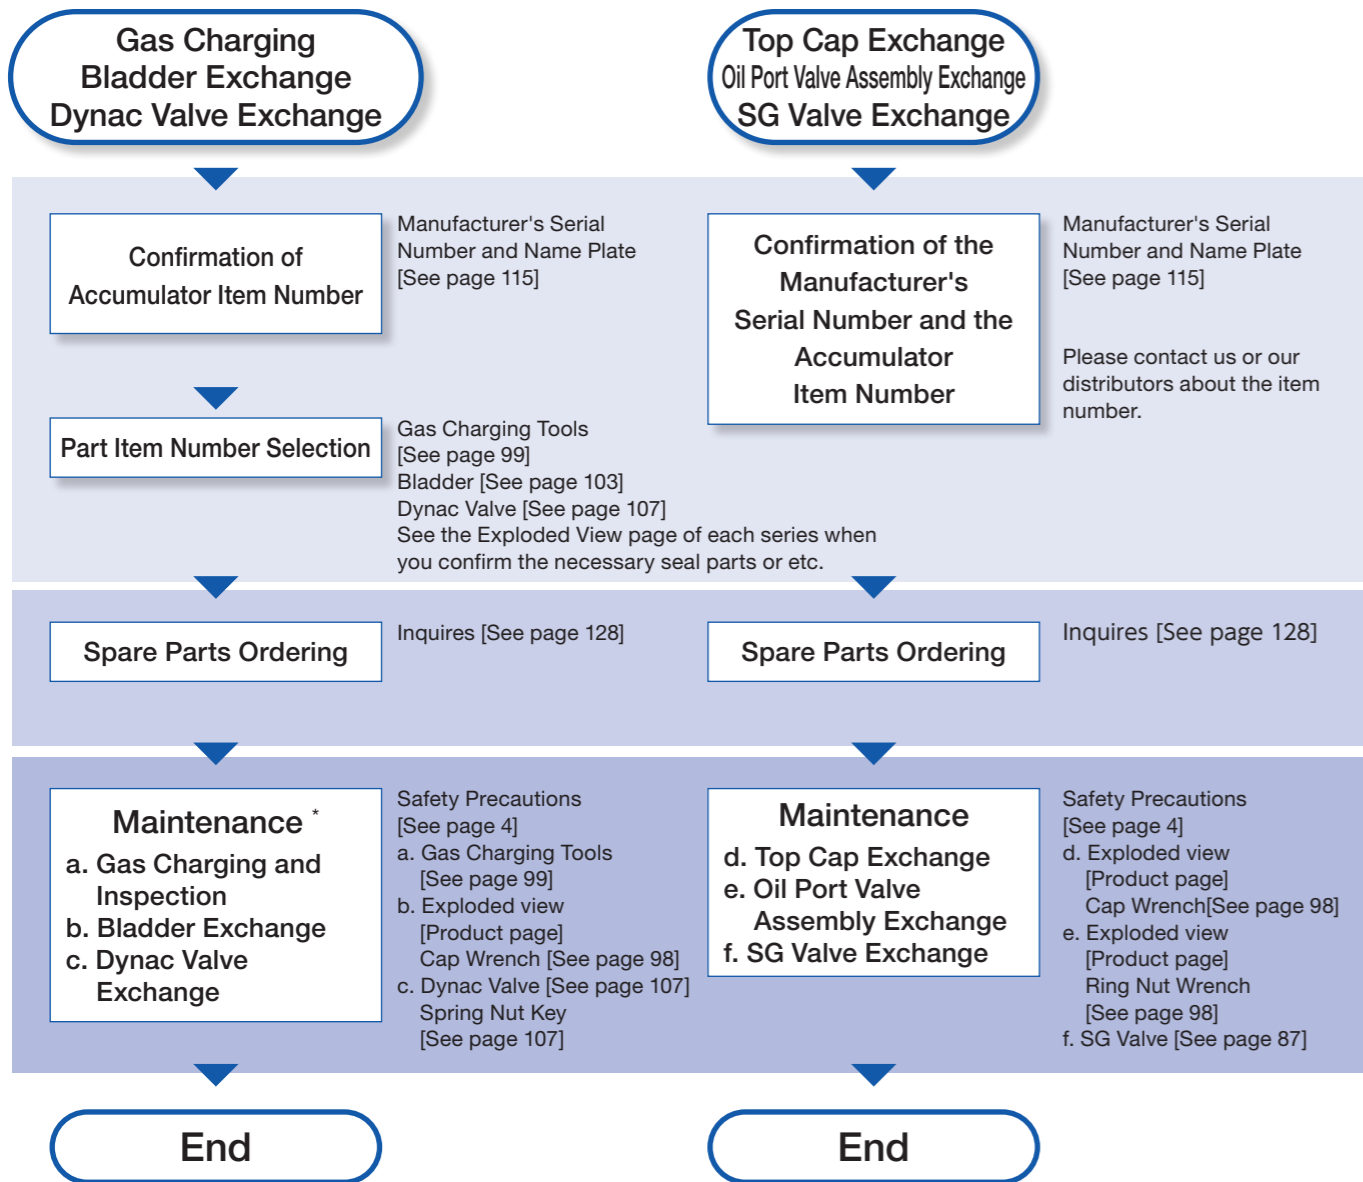 Gas Charging
Bladder Exchange
Dynac Valve Exchange
Confirmation of
Accumulator Item Number
Manufacturer's Serial
Number and Name Plate
[See page 115]
Part Item Number Selection
Gas Charging Tools
[See page 99]
Bladder [See page 103]
Dynac Valve [See page 107]
See the Exploded View page of each series when
you confirm the necessary seal parts or etc.
Spare Parts Ordering
Inquires [See page 128]
Maintenance *
a. Gas Charging and
Inspection
b. Bladder Exchange
c. Dynac Valve
Exchange
Safety Precautions
[See page 4]
a. Gas Charging Tools
[See page 99]
b. Exploded view
[Product page]
Cap Wrench [See page 98]
c. Dynac Valve [See page 107]
Spring Nut Key
[See page 107]
End
Top Cap Exchange
Oil Port Valve Assembly Exchange
SG Valve Exchange
Confirmation of the
Manufacturer's
Serial Number and the
Accumulator
Item Number
Manufacturer's Serial
Number and Name Plate
[See page 115]
Please contact us or our
distributors about the item
number.
Spare Parts Ordering
Inquires [See page 128]
Maintenance
d. Top Cap Exchange
e. Oil Port Valve
Assembly Exchange
f. SG Valve Exchange
Safety Precautions
[See page 4]
d. Exploded view
[Product page]
Cap Wrench[See page 98]
e. Exploded view
[Product page]
Ring Nut Wrench
[See page 98]
f. SG Valve [See page 87]
End